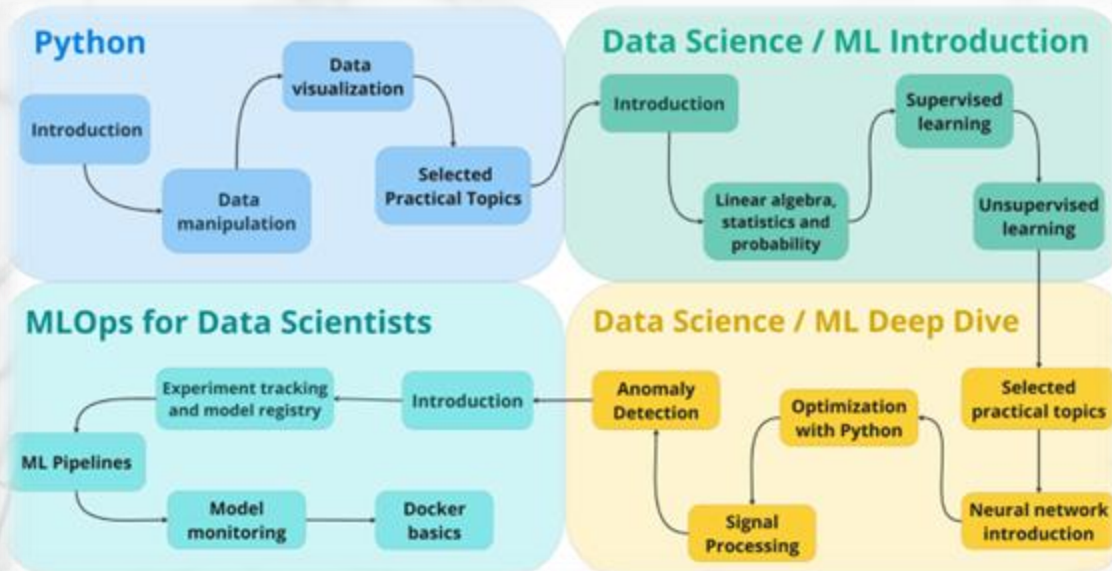 Python
Introduction
Data
manipulation
Data
visualization
Selected
Practical Topics
Data Science / ML Introduction
Introduction
Linear algebra,
statistics and
probability
Supervised
learning
Unsupervised
learning
Data Science / ML Deep Dive
Selected
practical topics
Neural network
introduction
Optimization
with Python
Signal
Processing
Anomaly
Detection
MLOps for Data Scientists
Introduction
Experiment tracking
and model registry
ML Pipelines
Model
monitoring
Docker
basics